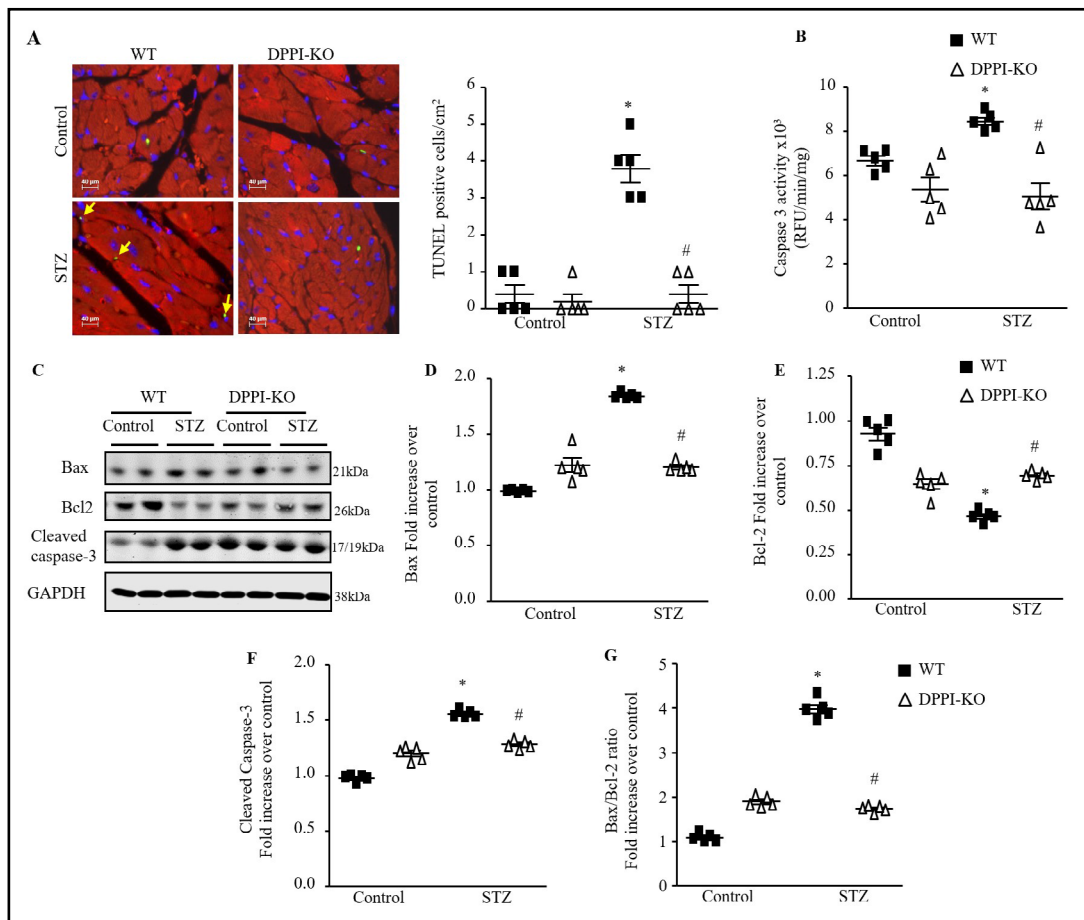 A
WT
DPPI-KO
Control
STZ
40 µm
40 µm
40 µm
40 µm
TUNEL positive cells/cm²
6
5
4
3
2
1
0
*
#
Control
STZ
B
WT
DPPI-KO
Caspase 3 activity x10³
(RFU/min/mg)
10
8
6
4
2
0
*
#
Control
STZ
C
WT
DPPI-KO
Control
STZ
Control
STZ
Bax
21kDa
Bcl2
26kDa
Cleaved
caspase-3
17/19kDa
GAPDH
38kDa
D
Bax Fold increase over
control
2.0
1.5
1.0
0.5
0.0
*
#
Control
STZ
E
WT
DPPI-KO
Bcl-2 Fold increase over
control
1.25
1.00
0.75
0.50
0.25
0.00
*
#
Control
STZ
F
Cleaved Caspase-3
Fold increase over control
2.0
1.5
1.0
0.5
0.0
*
#
Control
STZ
G
WT
DPPI-KO
Bax/Bcl-2 ratio
Fold increase over control
5
4
3
2
1
0
*
#
Control
STZ